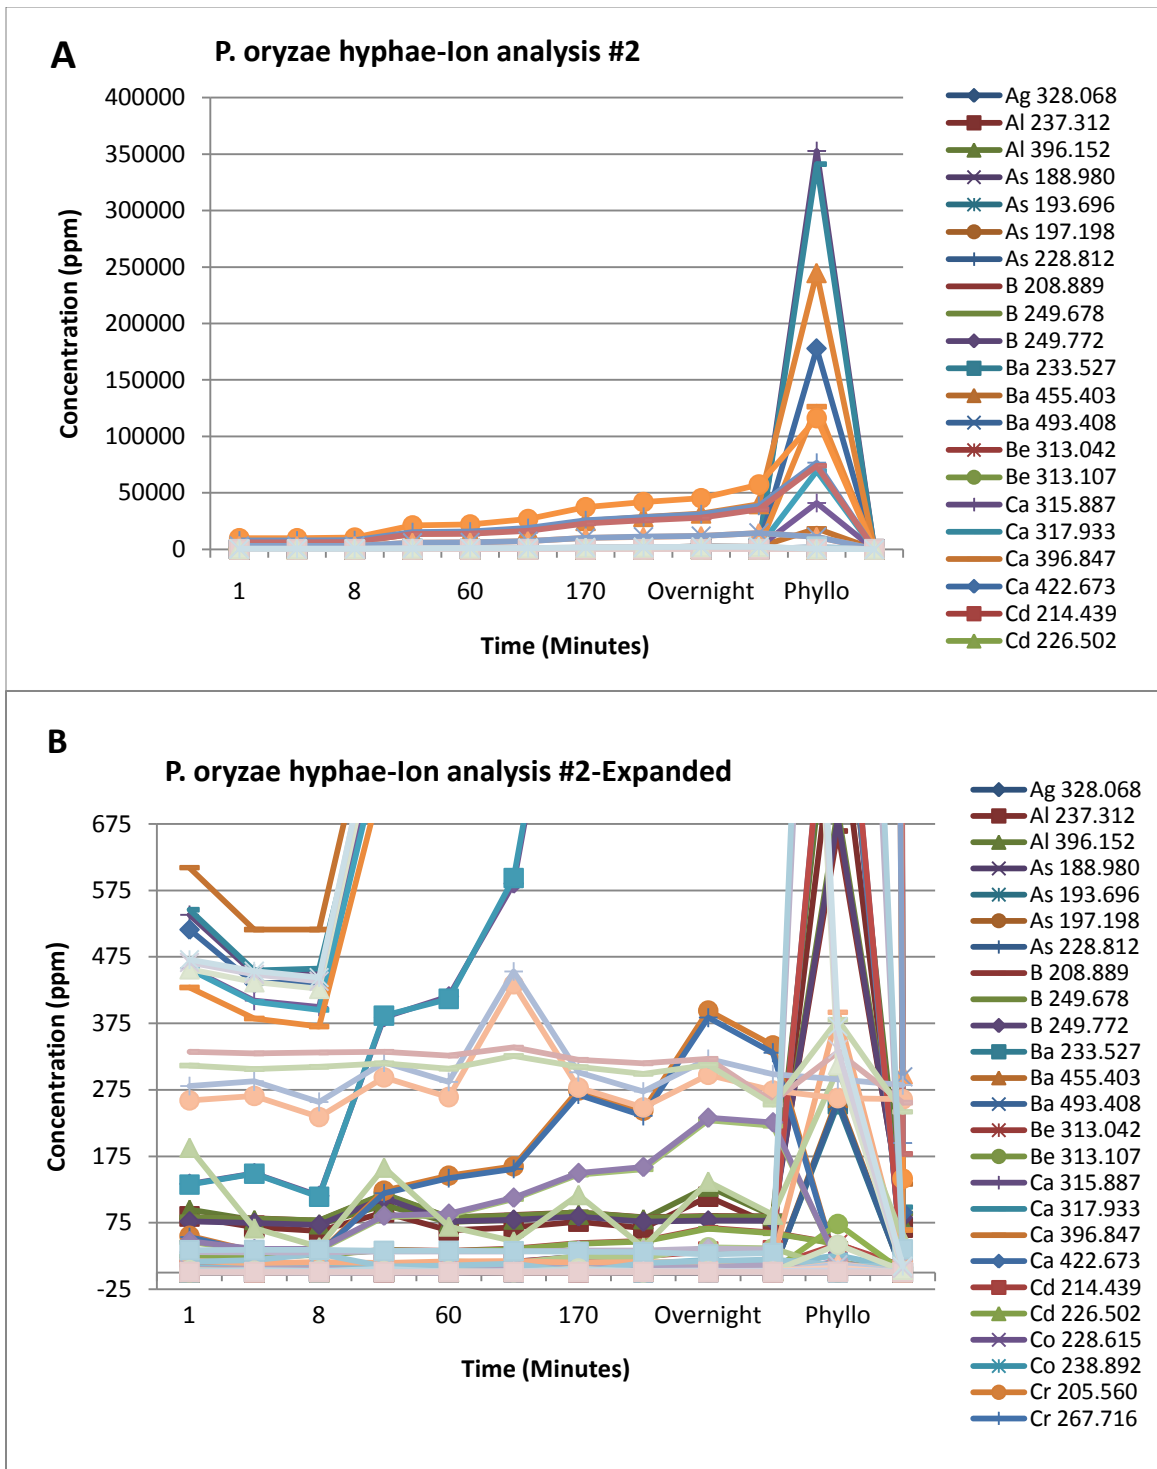 A
P. oryzae hyphae-Ion analysis #2
Concentration (ppm)
400000
350000
300000
250000
200000
150000
100000
50000
0
1
8
60
170
Overnight
Phyllo
Time (Minutes)
Ag 328.068
Al 237.312
Al 396.152
As 188.980
As 193.696
As 197.198
As 228.812
B 208.889
B 249.678
B 249.772
Ba 233.527
Ba 455.403
Ba 493.408
Be 313.042
Be 313.107
Ca 315.887
Ca 317.933
Ca 396.847
Ca 422.673
Cd 214.439
Cd 226.502
B
P. oryzae hyphae-Ion analysis #2-Expanded
Concentration (ppm)
675
575
475
375
275
175
75
-25
1
8
60
170
Overnight
Phyllo
Time (Minutes)
Ag 328.068
Al 237.312
Al 396.152
As 188.980
As 193.696
As 197.198
As 228.812
B 208.889
B 249.678
B 249.772
Ba 233.527
Ba 455.403
Ba 493.408
Be 313.042
Be 313.107
Ca 315.887
Ca 317.933
Ca 396.847
Ca 422.673
Cd 214.439
Cd 226.502
Co 228.615
Co 238.892
Cr 205.560
Cr 267.716